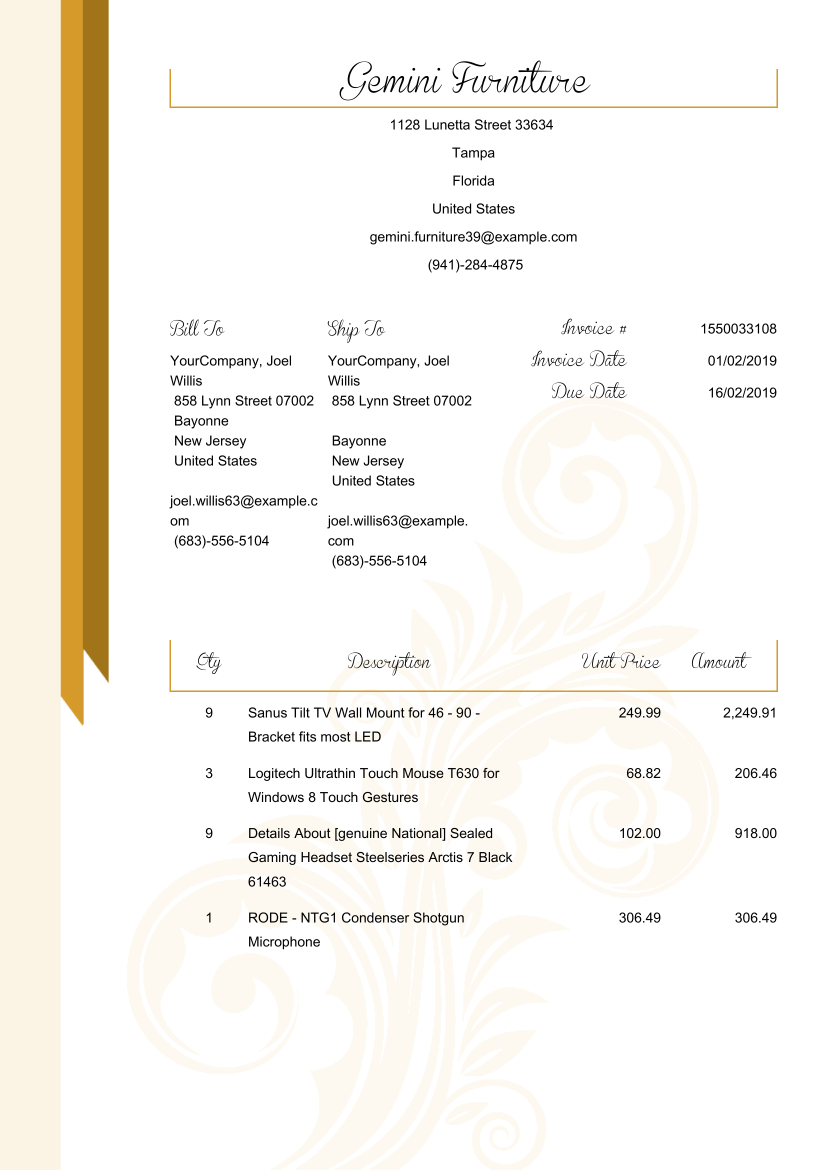 Gemini Furniture
1128 Lunetta Street 33634
Tampa
Florida
United States
gemini.furniture39@example.com
(941)-284-4875
Bill To
YourCompany, Joel
Willis
858 Lynn Street 07002
Bayonne
New Jersey
United States
joel.willis63@example.c
om
(683)-556-5104
Ship To
YourCompany, Joel
Willis
858 Lynn Street 07002
Bayonne
New Jersey
United States
joel.willis63@example.
com
(683)-556-5104
Invoice # 1550033108
Invoice Date 01/02/2019
Due Date 16/02/2019
Qty Description Unit Price Amount
9 Sanus Tilt TV Wall Mount for 46 - 90 - 249.99 2,249.91
Bracket fits most LED
3 Logitech Ultrathin Touch Mouse T630 for 68.82 206.46
Windows 8 Touch Gestures
9 Details About [genuine National] Sealed 102.00 918.00
Gaming Headset Steelseries Arctis 7 Black
61463
1 RODE - NTG1 Condenser Shotgun 306.49 306.49
Microphone